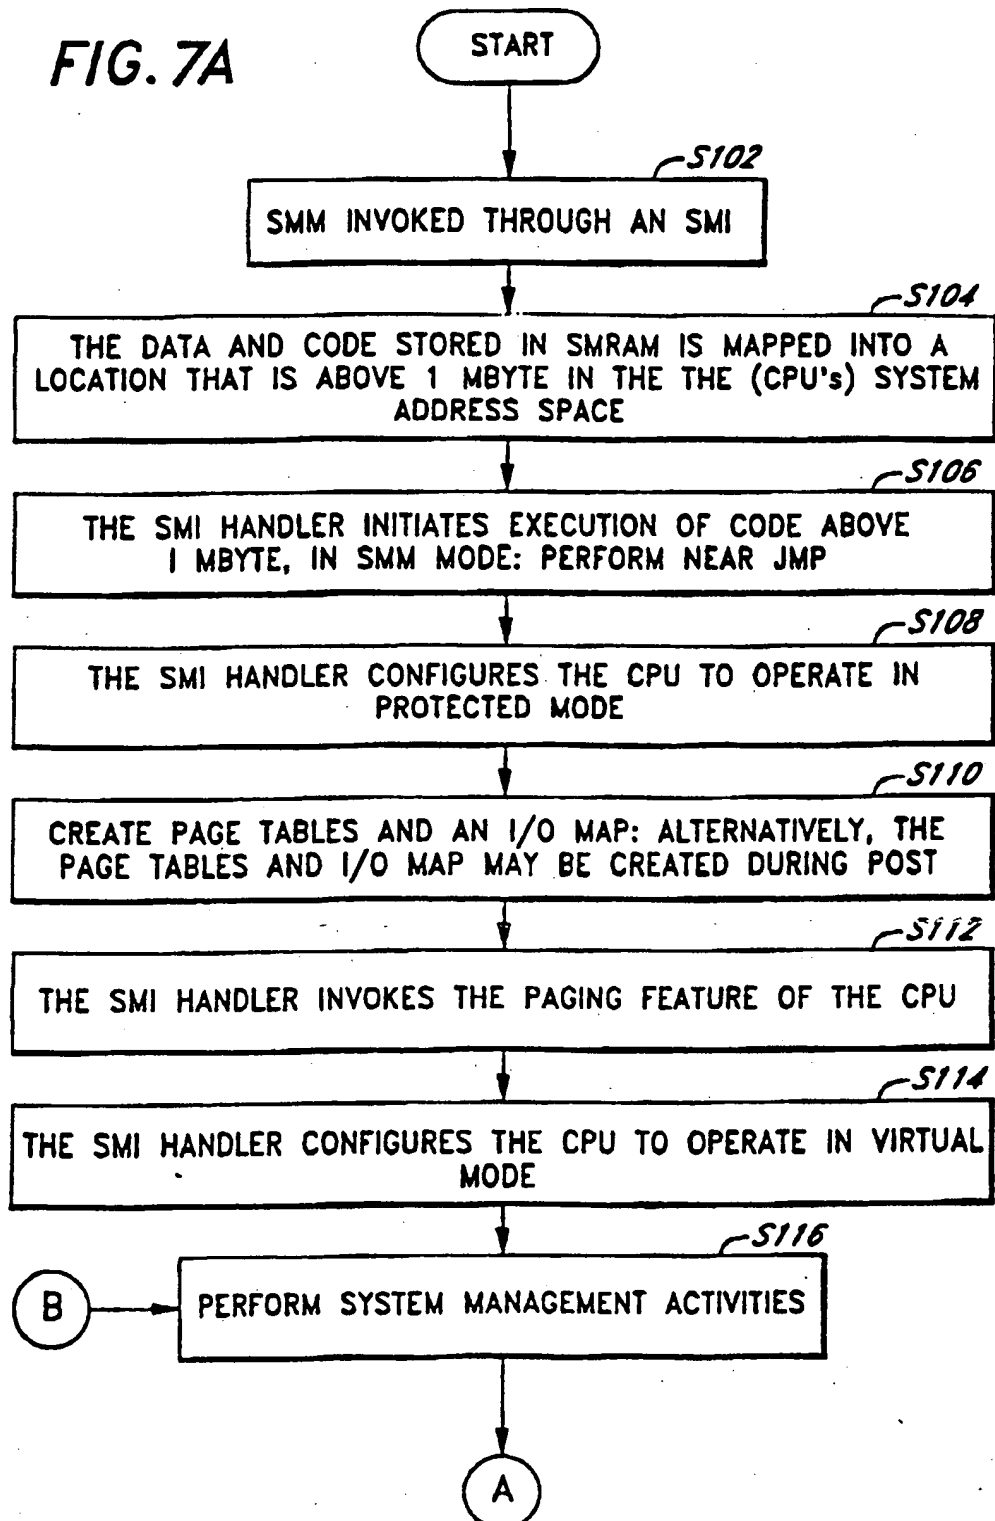 FIG. 7A
START
S102
SMM INVOKED THROUGH AN SMI
S104
THE DATA AND CODE STORED IN SMRAM IS MAPPED INTO A
LOCATION THAT IS ABOVE 1 MBYTE IN THE THE (CPU's) SYSTEM
ADDRESS SPACE
S106
THE SMI HANDLER INITIATES EXECUTION OF CODE ABOVE
1 MBYTE, IN SMM MODE: PERFORM NEAR JMP
S108
THE SMI HANDLER CONFIGURES THE CPU TO OPERATE IN
PROTECTED MODE
S110
CREATE PAGE TABLES AND AN I/O MAP: ALTERNATIVELY, THE
PAGE TABLES AND I/O MAP MAY BE CREATED DURING POST
S112
THE SMI HANDLER INVOKES THE PAGING FEATURE OF THE CPU
S114
THE SMI HANDLER CONFIGURES THE CPU TO OPERATE IN VIRTUAL
MODE
S116
B
PERFORM SYSTEM MANAGEMENT ACTIVITIES
A